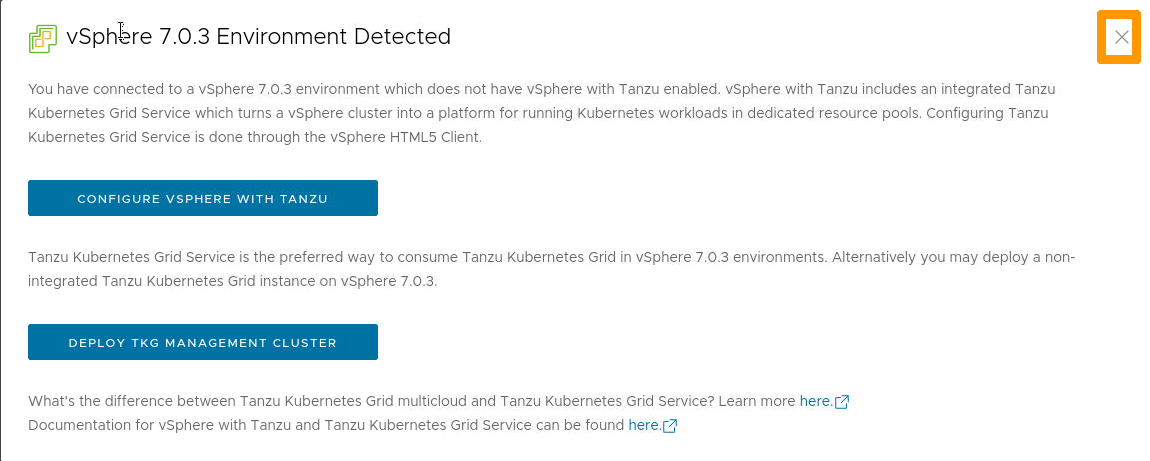 vSphere 7.0.3 Environment Detected
You have connected to a vSphere 7.0.3 environment which does not have vSphere with Tanzu enabled. vSphere with Tanzu includes an integrated Tanzu
Kubernetes Grid Service which turns a vSphere cluster into a platform for running Kubernetes workloads in dedicated resource pools. Configuring Tanzu
Kubernetes Grid Service is done through the vSphere HTML5 Client.
CONFIGURE VSPHERE WITH TANZU
Tanzu Kubernetes Grid Service is the preferred way to consume Tanzu Kubernetes Grid in vSphere 7.0.3 environments. Alternatively you may deploy a non-
integrated Tanzu Kubernetes Grid instance on vSphere 7.0.3.
DEPLOY TKG MANAGEMENT CLUSTER
What's the difference between Tanzu Kubernetes Grid multicloud and Tanzu Kubernetes Grid Service? Learn more here.
Documentation for vSphere with Tanzu and Tanzu Kubernetes Grid Service can be found here.